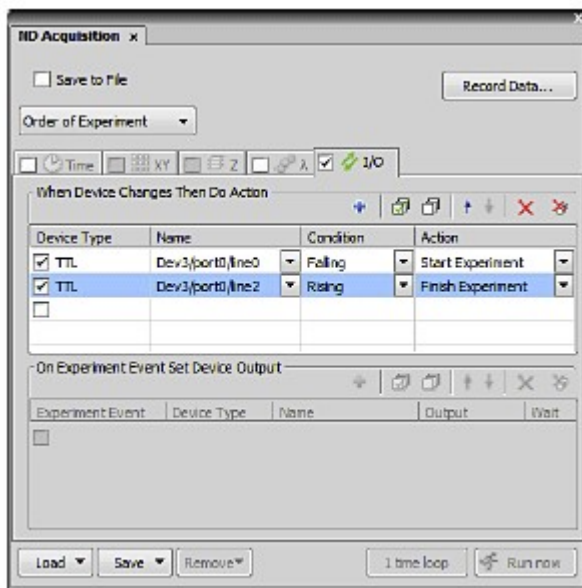 ND Acquisition x
Save to File
Record Data...
Order of Experiment
Time XY Z λ I/O
When Device Changes Then Do Action
Device Type Name Condition Action
TTL Dev3/port0/line0 Falling Start Experiment
TTL Dev3/port0/line2 Rising Finish Experiment
On Experiment Event Set Device Output
Experiment Event Device Type Name Output Wait
Load Save Remove 1 time loop Run now